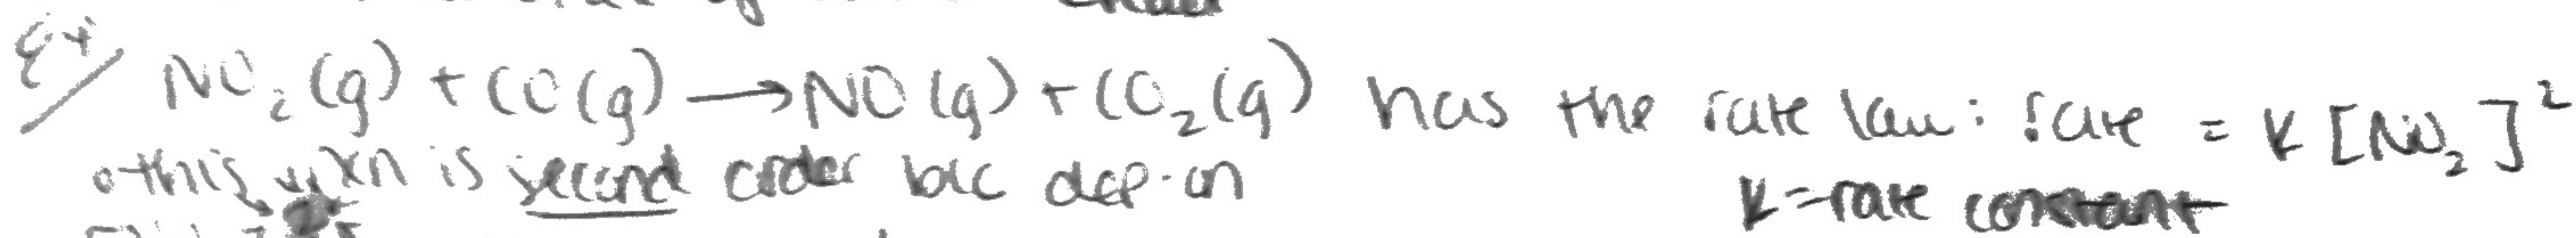 Ex/ NO₂(g) + CO(g) → NO(g) + CO₂(g) has the rate law: rate = k[NO₂]²
• this rxn is second order b/c dep. on
k = rate constant